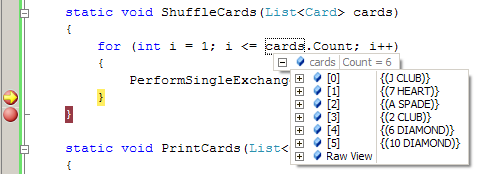 static void ShuffleCards(List<Card> cards)
{
for (int i = 1; i <= cards.Count; i++)
{
cards Count = 6
PerformSingleExchang
[0] {(J CLUB)}
[1] {(7 HEART)}
[2] {(A SPADE)}
[3] {(2 CLUB)}
[4] {(6 DIAMOND)}
[5] {(10 DIAMOND)}
Raw View
}
}
static void PrintCards(List<
{